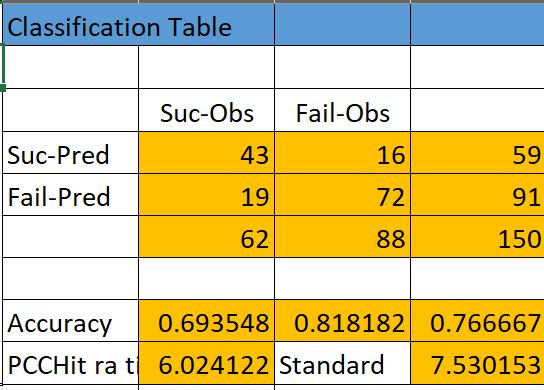 Classification Table
Suc-Obs Fail-Obs
Suc-Pred 43 16 59
Fail-Pred 19 72 91
62 88 150
Accuracy 0.693548 0.818182 0.766667
PCCHit ra ti 6.024122 Standard 7.530153